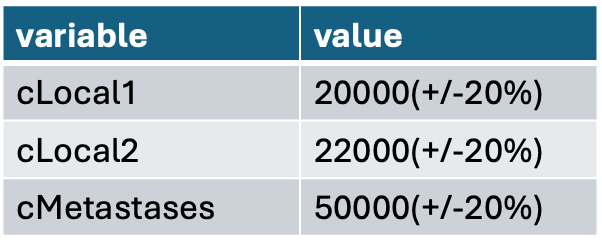 variable value
cLocal1 20000(+/-20%)
cLocal2 22000(+/-20%)
cMetastases 50000(+/-20%)